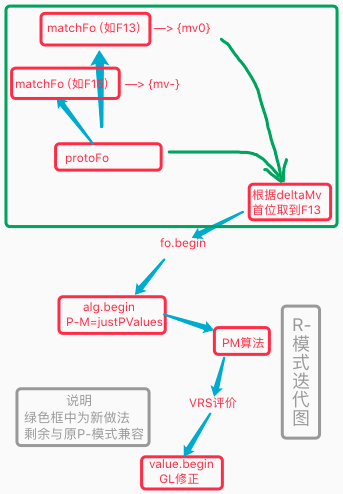 matchFo (如F13) —> {mv0}
matchFo (如F15) —> {mv-}
protoFo
根据deltaMv
首位取到F13
fo.begin
alg.begin
P-M=justPValues
PM算法
R-
模
式
迭
代
图
说明
绿色框中为新做法
剩余与原P-模式兼容
VRS评价
value.begin
GL修正